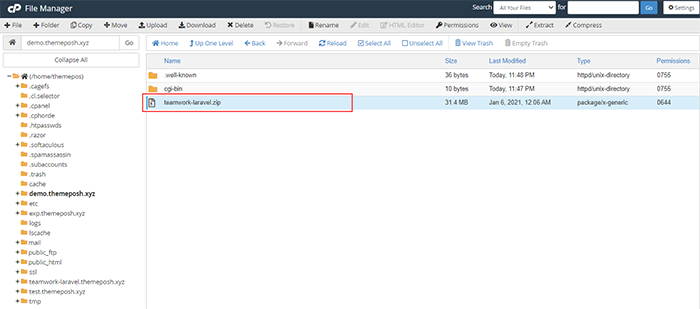 cP File Manager Search All Your Files for Go Settings
File Folder Copy Move Upload Download Delete Restore Rename Edit HTML Editor Permissions View Extract Compress
demo.themeposh.xyz Go Home Up One Level Back Forward Reload Select All Unselect All View Trash Empty Trash
Collapse All
Name Size Last Modified Type Permissions
.well-known 36 bytes Today, 11:48 PM httpd/unix-directory 0755
cgi-bin 10 bytes Today, 11:47 PM httpd/unix-directory 0755
teamwork-laravel.zip 31.4 MB Jan 6, 2021, 12:06 AM package/x-generic 0644
(/home/themepos)
.cagefs
.cl.selector
.cpanel
.cphorde
.htpasswds
.razor
.softaculous
.spamassassin
.subaccounts
.trash
cache
demo.themeposh.xyz
etc
exp.themeposh.xyz
logs
lscache
mail
public_ftp
public_html
ssl
teamwork-laravel.themeposh.xyz
test.themeposh.xyz
tmp